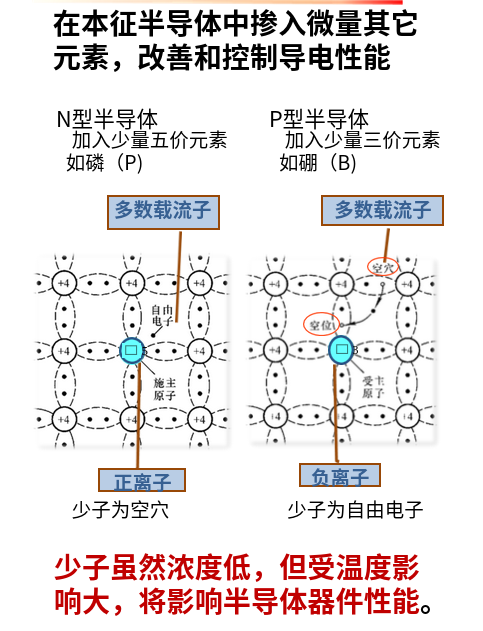 在本征半导体中掺入微量其它
元素，改善和控制导电性能
N型半导体
加入少量五价元素
如磷（P)
P型半导体
加入少量三价元素
如硼（B)
多数载流子
多数载流子
+4
+4
+4
自由
电子
+4
+4
施主
原子
+4
+4
+4
正离子
少子为空穴
+4
+4
+4
空穴
空位
+4
+4
受主
原子
+4
+4
+4
负离子
少子为自由电子
少子虽然浓度低，但受温度影
响大，将影响半导体器件性能。